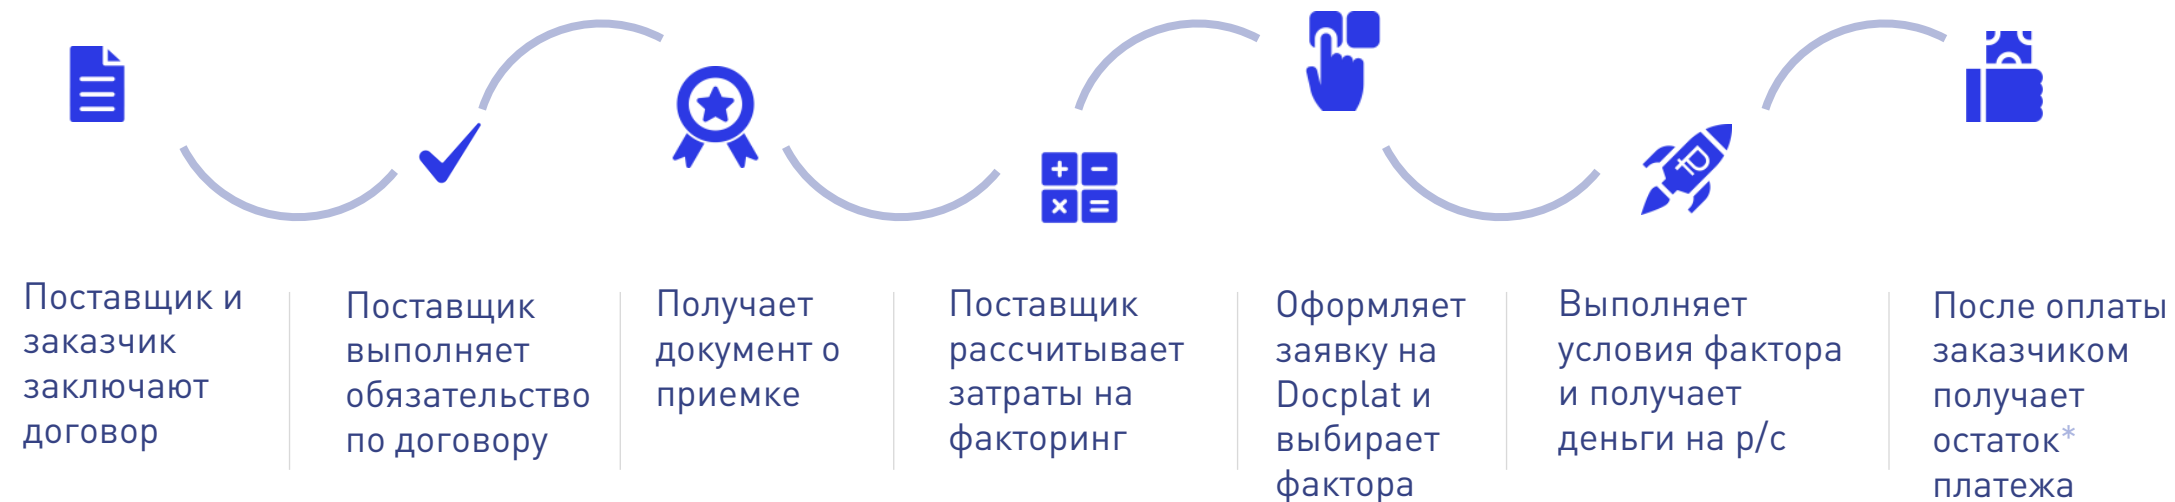 Поставщик и
заказчик
заключают
договор
Поставщик
выполняет
обязательство
по договору
Получает
документ о
приемке
Поставщик
рассчитывает
затраты на
факторинг
Оформляет
заявку на
Docplat и
выбирает
фактора
Выполняет
условия фактора
и получает
деньги на р/с
После оплаты
заказчиком
получает
остаток*
платежа